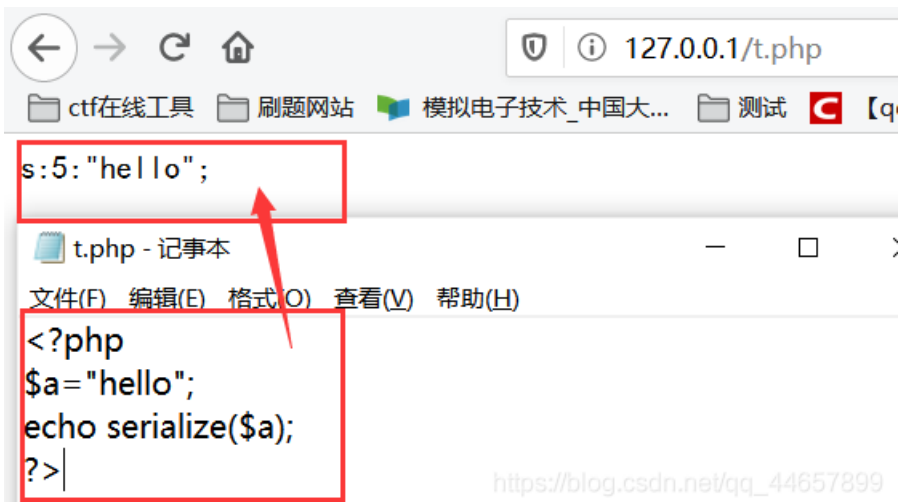 127.0.0.1/t.php
ctf在线工具 刷题网站 模拟电子技术_中国大... 测试 C 【q
s:5:"hello";
t.php - 记事本
文件(F) 编辑(E) 格式(O) 查看(V) 帮助(H)
<?php
$a="hello";
echo serialize($a);
?>
https://blog.csdn.net/qq_44657899